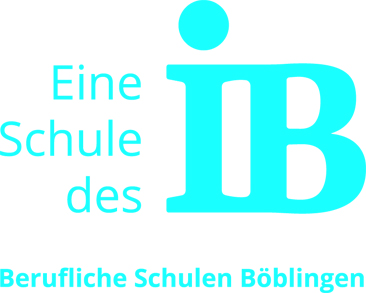 Eine
Schule
des
iB
Berufliche Schulen Böblingen